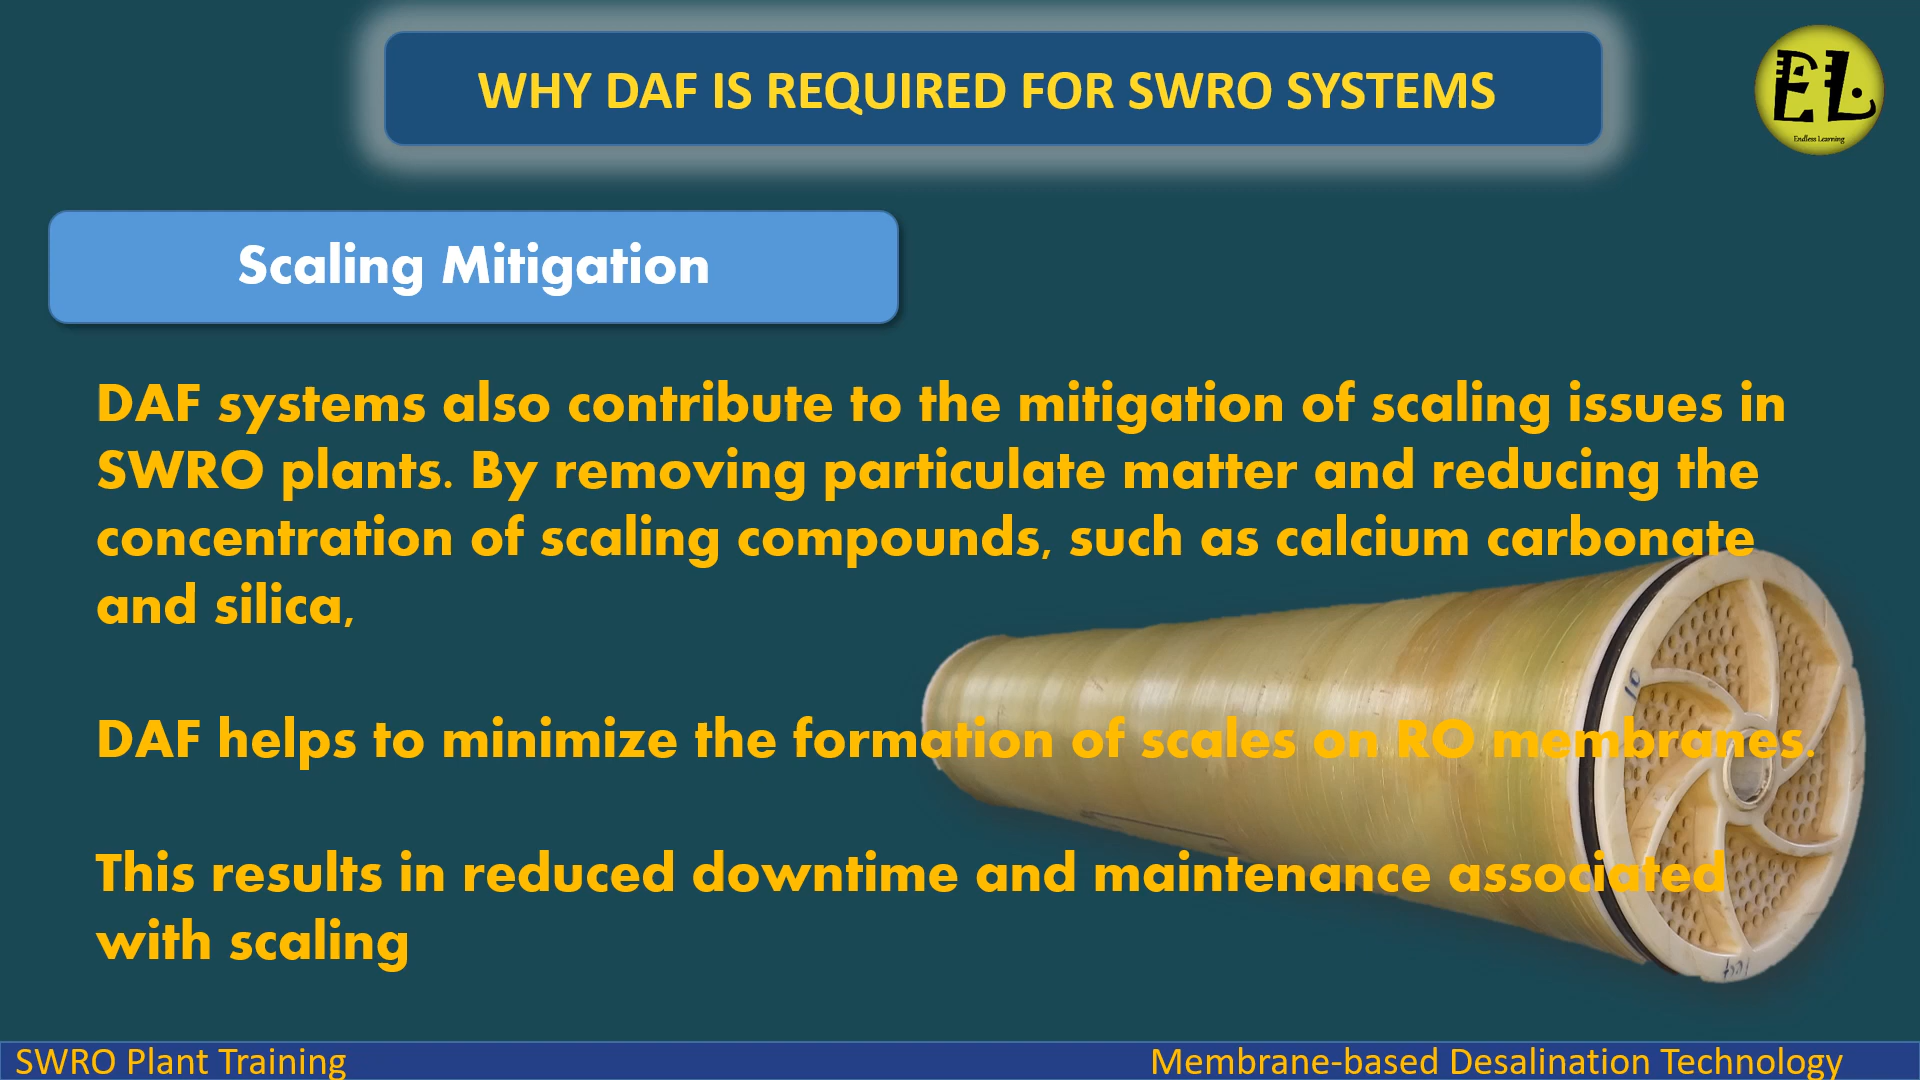 WHY DAF IS REQUIRED FOR SWRO SYSTEMS
EL
Endless Learning
Scaling Mitigation
DAF systems also contribute to the mitigation of scaling issues in
SWRO plants. By removing particulate matter and reducing the
concentration of scaling compounds, such as calcium carbonate
and silica,
DAF helps to minimize the formation of scales on RO membranes.
This results in reduced downtime and maintenance associated
with scaling
SWRO Plant Training
Membrane-based Desalination Technology